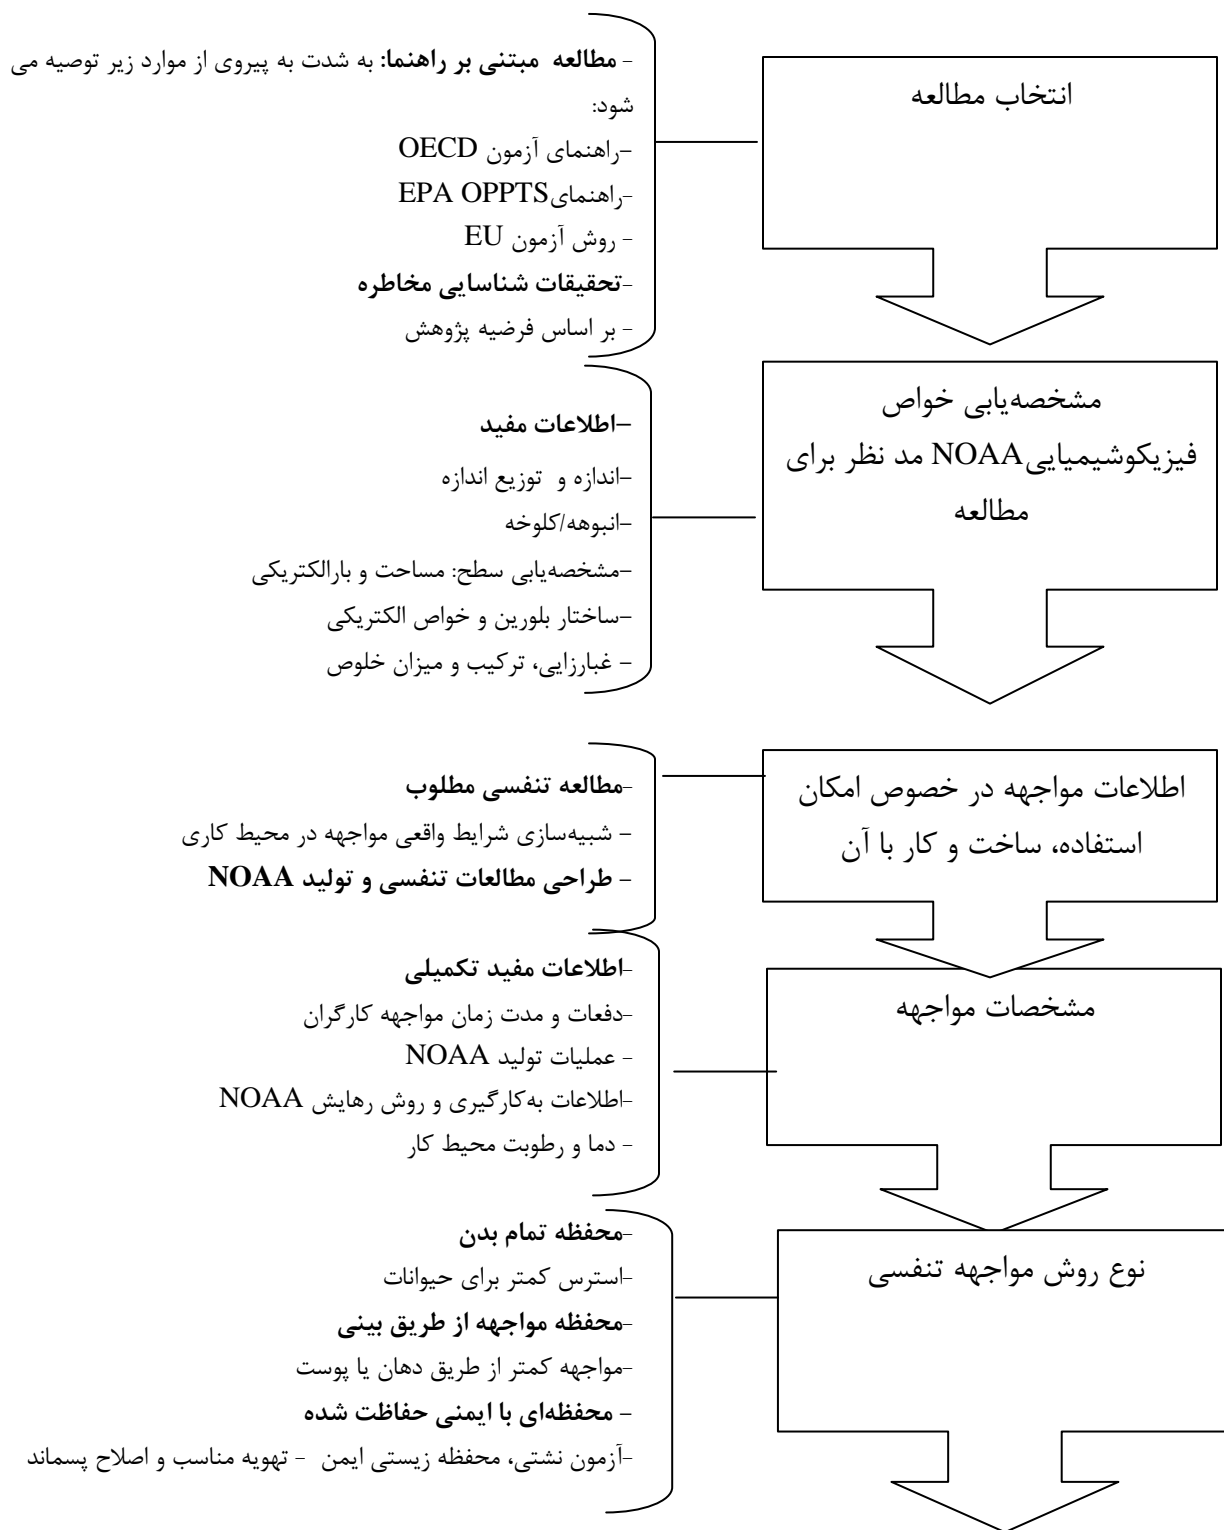 انتخاب مطالعه
- مطالعه مبتنی بر راهنما: به شدت به پیروی از موارد زیر توصیه می
شود:
-راهنمای آزمون OECD
-راهنمایEPA OPPTS
- روش آزمون EU
-تحقیقات شناسایی مخاطره
- بر اساس فرضیه پژوهش
مشخصه‌یابی خواص
فیزیکوشیمیاییNOAA مد نظر برای
مطالعه
–اطلاعات مفید
–اندازه و توزیع اندازه
–انبوهه/کلوخه
–مشخصه‌یابی سطح: مساحت و بارالکتریکی
–ساختار بلورین و خواص الکتریکی
– غبارزایی، ترکیب و میزان خلوص
اطلاعات مواجهه در خصوص امکان
استفاده، ساخت و کار با آن
-مطالعه تنفسی مطلوب
– شبیه‌سازی شرایط واقعی مواجهه در محیط کاری
– طراحی مطالعات تنفسی و تولید NOAA
مشخصات مواجهه
-اطلاعات مفید تکمیلی
-دفعات و مدت زمان مواجهه کارگران
- عملیات تولید NOAA
-اطلاعات به‌کارگیری و روش رهایش NOAA
- دما و رطوبت محیط کار
نوع روش مواجهه تنفسی
-محفظه تمام بدن
-استرس کمتر برای حیوانات
-محفظه مواجهه از طریق بینی
-مواجهه کمتر از طریق دهان یا پوست
– محفظه‌ای با ایمنی حفاظت شده
-آزمون نشتی، محفظه زیستی ایمن - تهویه مناسب و اصلاح پسماند